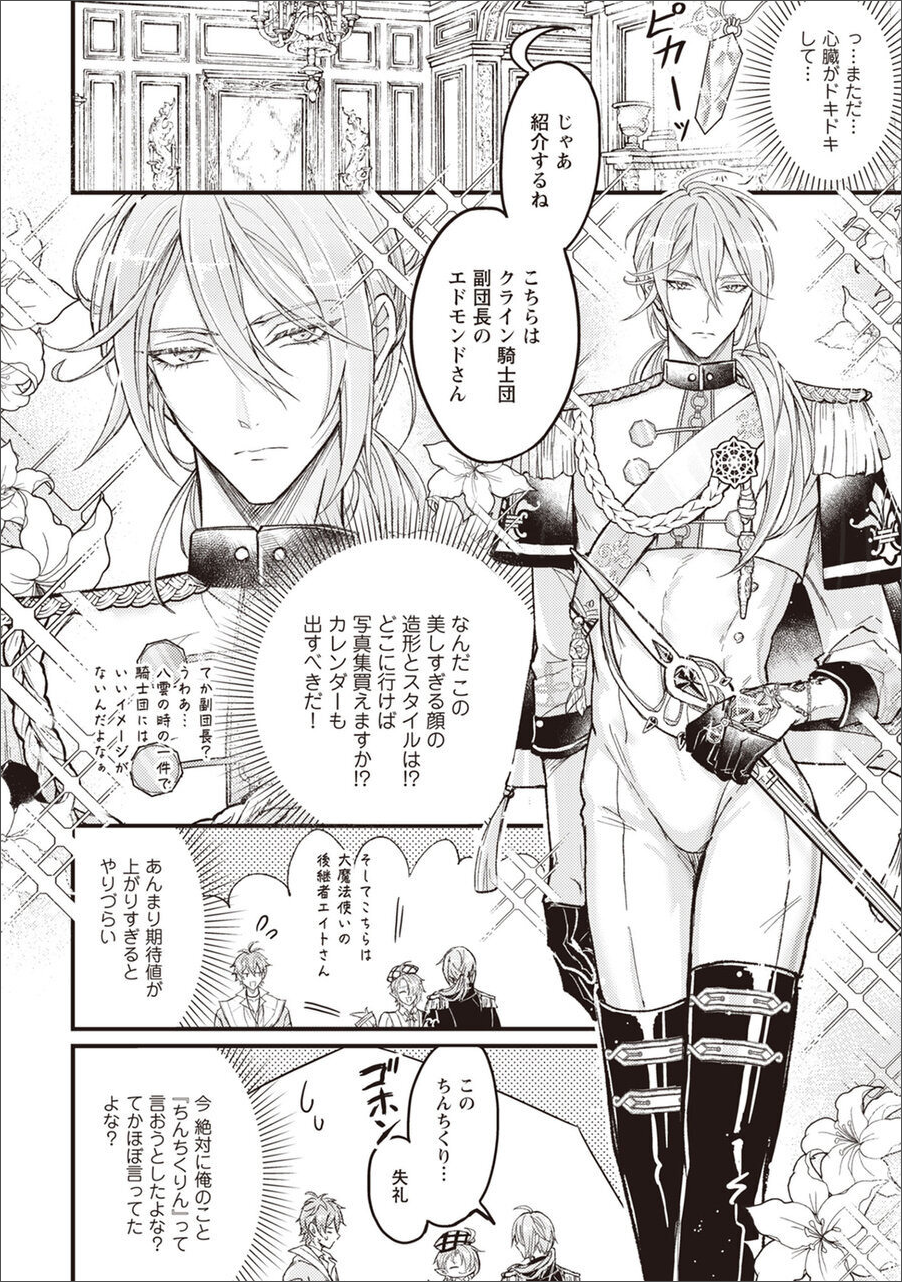 っ…まただ…
心臓がドキドキ
して…
ピカーッ
じゃあ
紹介するね
こちらは
クライン騎士団
副団長の
エドモンドさん
なんだ この
美しすぎる顔の
造形とスタイルは!?
どこに行けば
写真集買えますか!?
カレンダーも
出すべきだ!
てか副団長?
うわあ…
八雲の時の一件で
騎士団には
いいイメージが
ないんだよなぁ
そしてこちらは
大魔法使いの
後継者エイトさん
あんまり期待値が
上がりすぎると
やりづらい
この
ちんちくり…
ゴホン
失礼
今 絶対に俺のこと
『ちんちくりん』って
言おうとしたよな?
てかほぼ言ってた
よな?